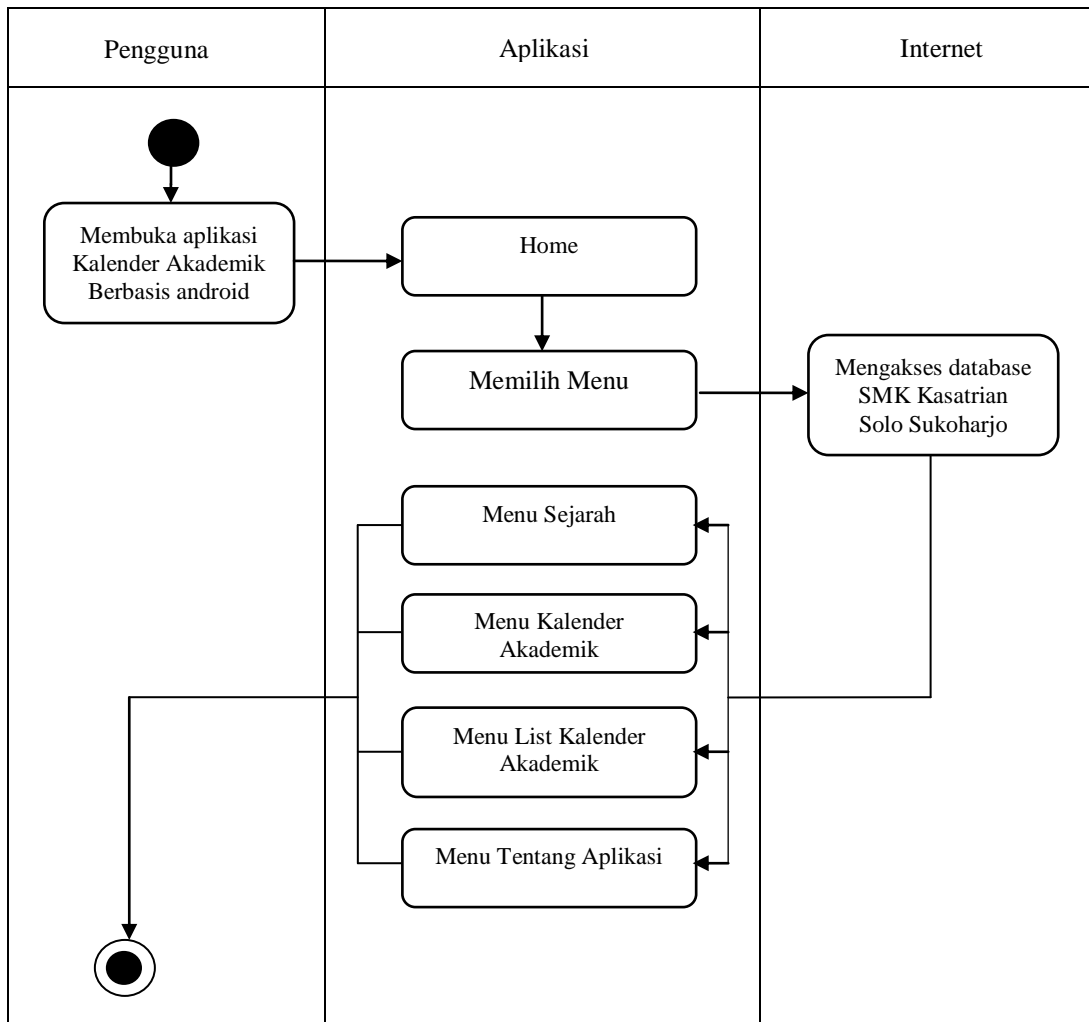 Pengguna
Aplikasi
Internet
Membuka aplikasi
Kalender Akademik
Berbasis android
Home
Memilih Menu
Mengakses database
SMK Kasatrian
Solo Sukoharjo
Menu Sejarah
Menu Kalender
Akademik
Menu List Kalender
Akademik
Menu Tentang Aplikasi